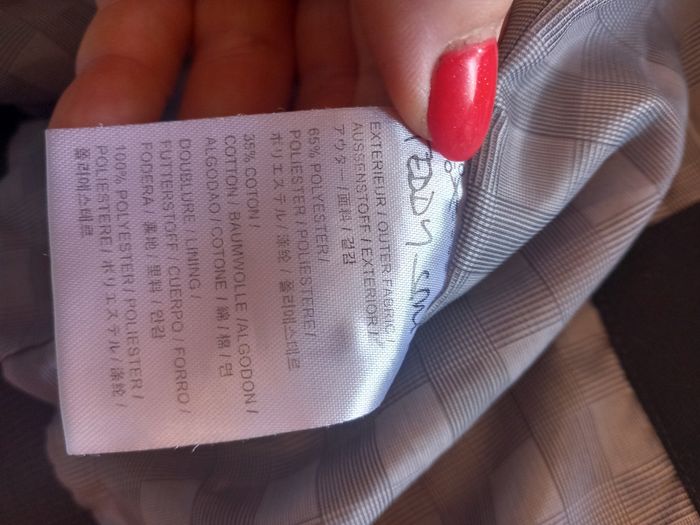 EXTERIEUR / OUTER FABRIC /
AUSSENSTOFF / EXTERIOR /
アウター / 面料 / 겉감
65% POLYESTER /
POLIESTER / POLIESTERE /
ポリエステル / 涤纶 / 폴리에스테르
35% COTON /
COTTON / BAUMWOLLE / ALGODON /
ALGODAO / COTONE / 綿 / 棉 / 면
DOUBLURE / LINING /
FUTTERSTOFF / CUERPO / FORRO /
FODERA / 裏地 / 里料 / 안감
100% POLYESTER / POLIESTER /
POLIESTERE / ポリエステル / 涤纶 /
폴리에스테르